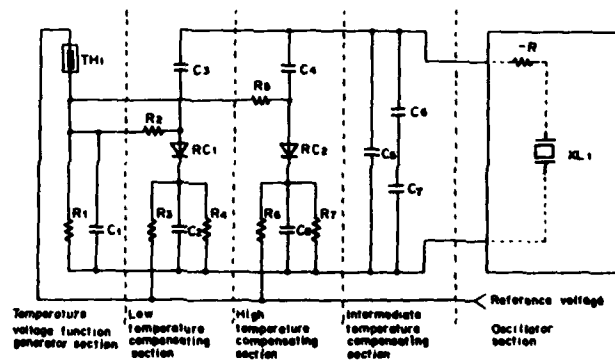 TH1
C3
C4
-R
R5
C6
R2
RC1
RC2
C5
XL1
C7
R1
C1
R3
C2
R4
R6
C8
R7
Reference voltage
Temperature
voltage function
generator section
Low
temperature
compensating
section
High
temperature
compensating
section
Intermediate
temperature
compensating
section
Oscillator
section